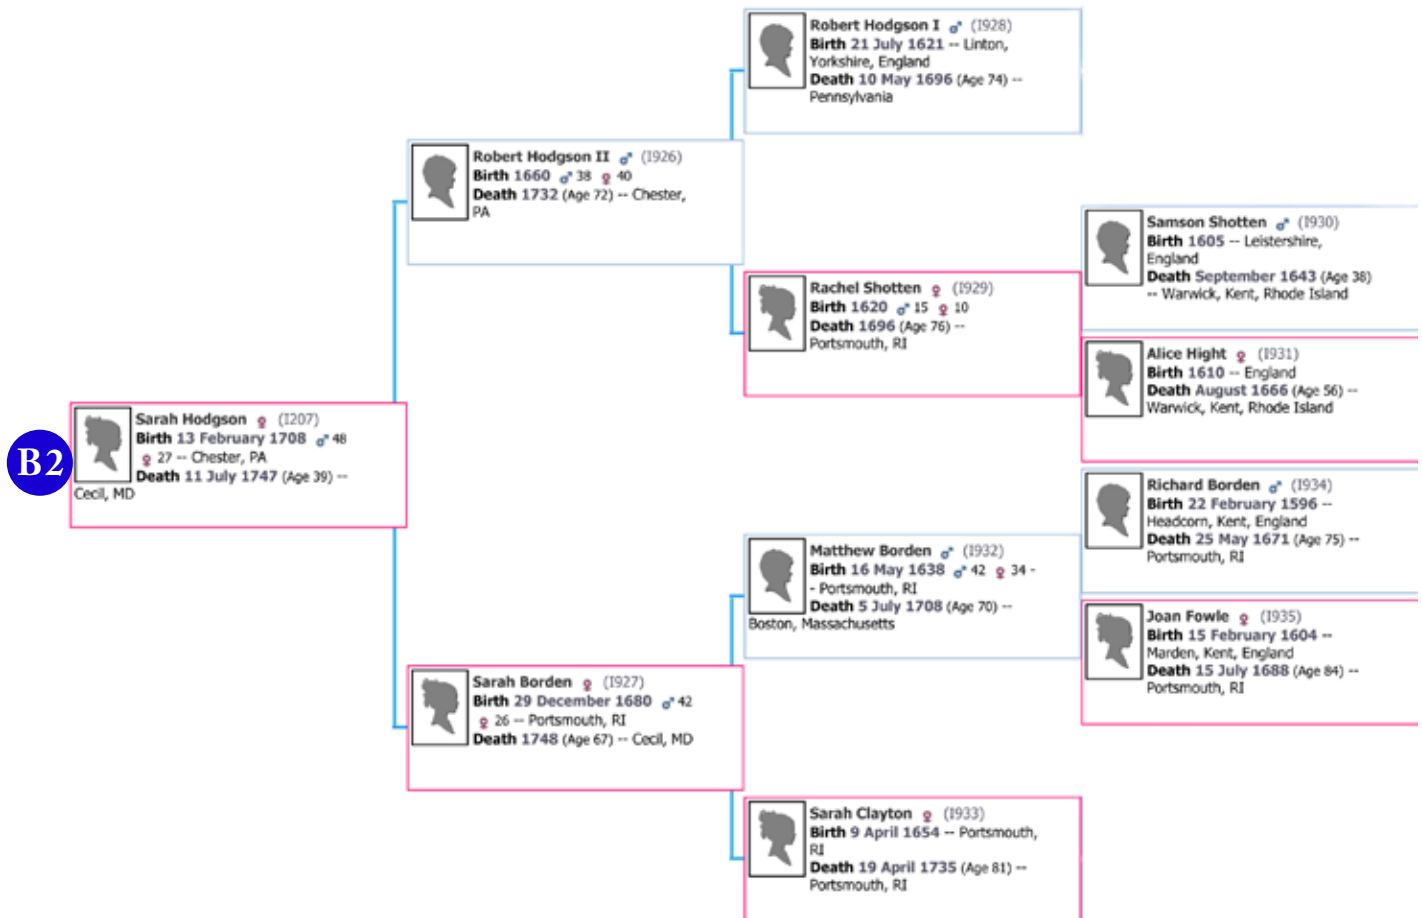 Robert Hodgson I ♂ (I928)
Birth 21 July 1621 -- Linton,
Yorkshire, England
Death 10 May 1696 (Age 74) --
Pennsylvania
Robert Hodgson II ♂ (I926)
Birth 1660 ♂ 38 ♀ 40
Death 1732 (Age 72) -- Chester,
PA
Samson Shotten ♂ (I930)
Birth 1605 -- Leistershire,
England
Death September 1643 (Age 38)
-- Warwick, Kent, Rhode Island
Rachel Shotten ♀ (I929)
Birth 1620 ♂ 15 ♀ 10
Death 1696 (Age 76) --
Portsmouth, RI
Alice Hight ♀ (I931)
Birth 1610 -- England
Death August 1666 (Age 56) --
Warwick, Kent, Rhode Island
B2
Sarah Hodgson ♀ (I207)
Birth 13 February 1708 ♂ 48
♀ 27 -- Chester, PA
Death 11 July 1747 (Age 39) --
Cecil, MD
Richard Borden ♂ (I934)
Birth 22 February 1596 --
Headcorn, Kent, England
Death 25 May 1671 (Age 75) --
Portsmouth, RI
Matthew Borden ♂ (I932)
Birth 16 May 1638 ♂ 42 ♀ 34 -
- Portsmouth, RI
Death 5 July 1708 (Age 70) --
Boston, Massachusetts
Joan Fowle ♀ (I935)
Birth 15 February 1604 --
Marden, Kent, England
Death 15 July 1688 (Age 84) --
Portsmouth, RI
Sarah Borden ♀ (I927)
Birth 29 December 1680 ♂ 42
♀ 26 -- Portsmouth, RI
Death 1748 (Age 67) -- Cecil, MD
Sarah Clayton ♀ (I933)
Birth 9 April 1654 -- Portsmouth,
RI
Death 19 April 1735 (Age 81) --
Portsmouth, RI